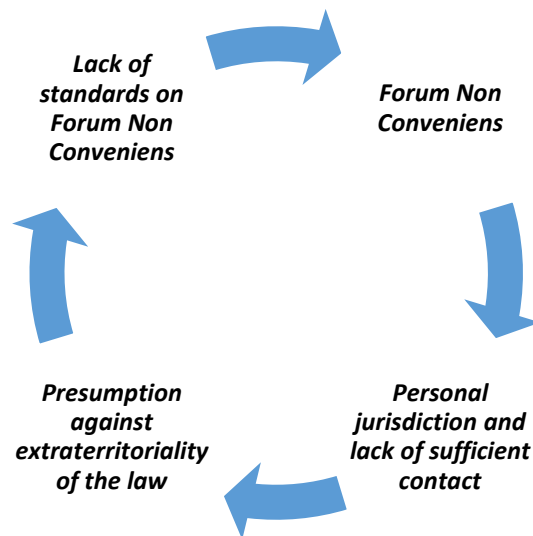 Lack of
standards on
Forum Non
Conveniens
Forum Non
Conveniens
Personal
jurisdiction and
lack of sufficient
contact
Presumption
against
extraterritoriality
of the law